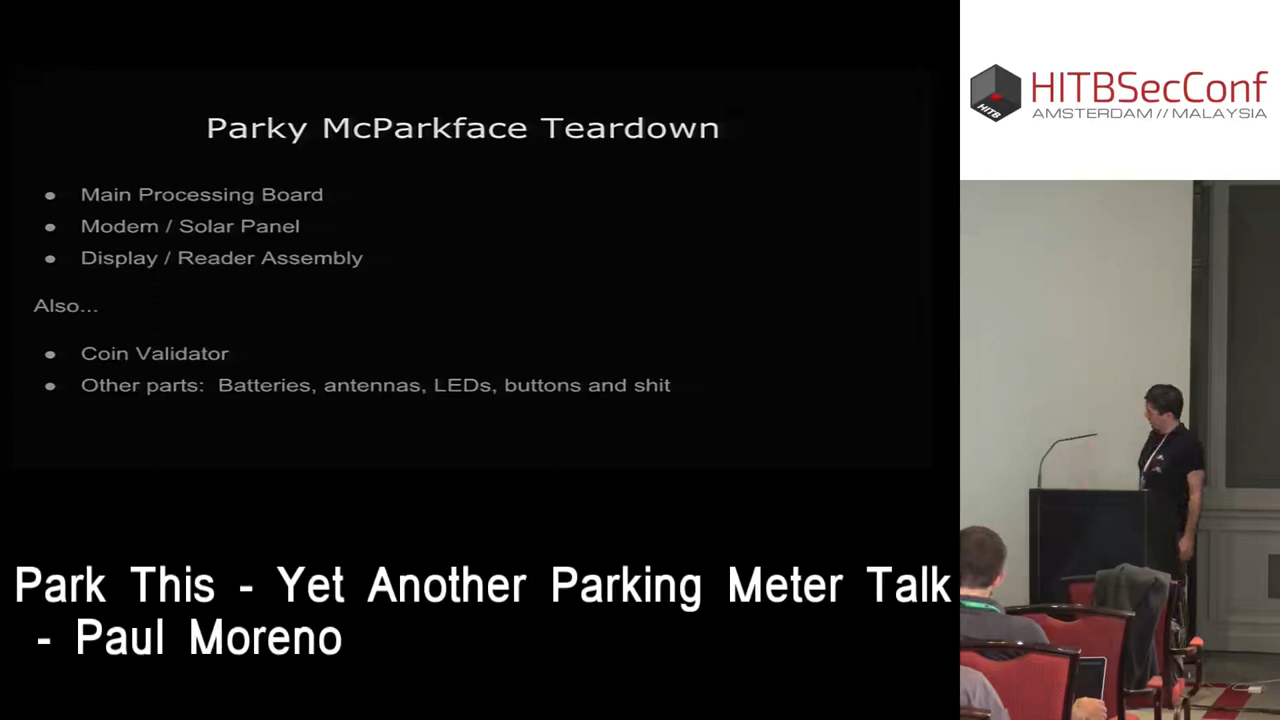 Parky McParkface Teardown
● Main Processing Board
● Modem / Solar Panel
● Display / Reader Assembly
Also...
● Coin Validator
● Other parts: Batteries, antennas, LEDs, buttons and shit
Park This - Yet Another Parking Meter Talk
- Paul Moreno
HITB
HITBSecConf
AMSTERDAM // MALAYSIA